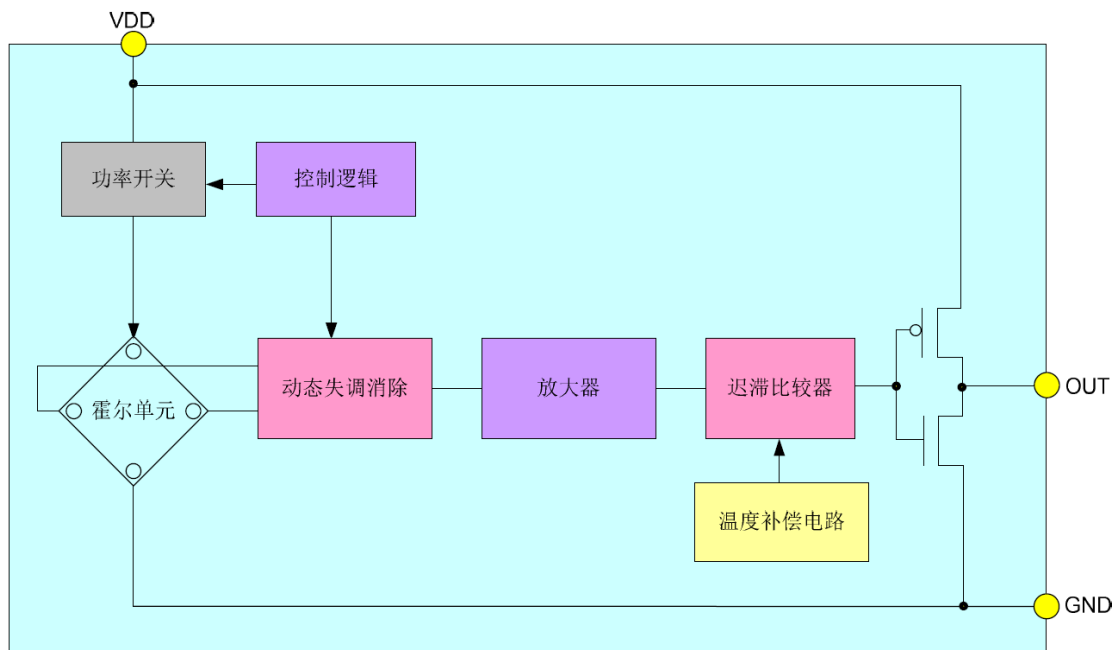 VDD
功率开关
控制逻辑
霍尔单元
动态失调消除
放大器
迟滞比较器
OUT
温度补偿电路
GND